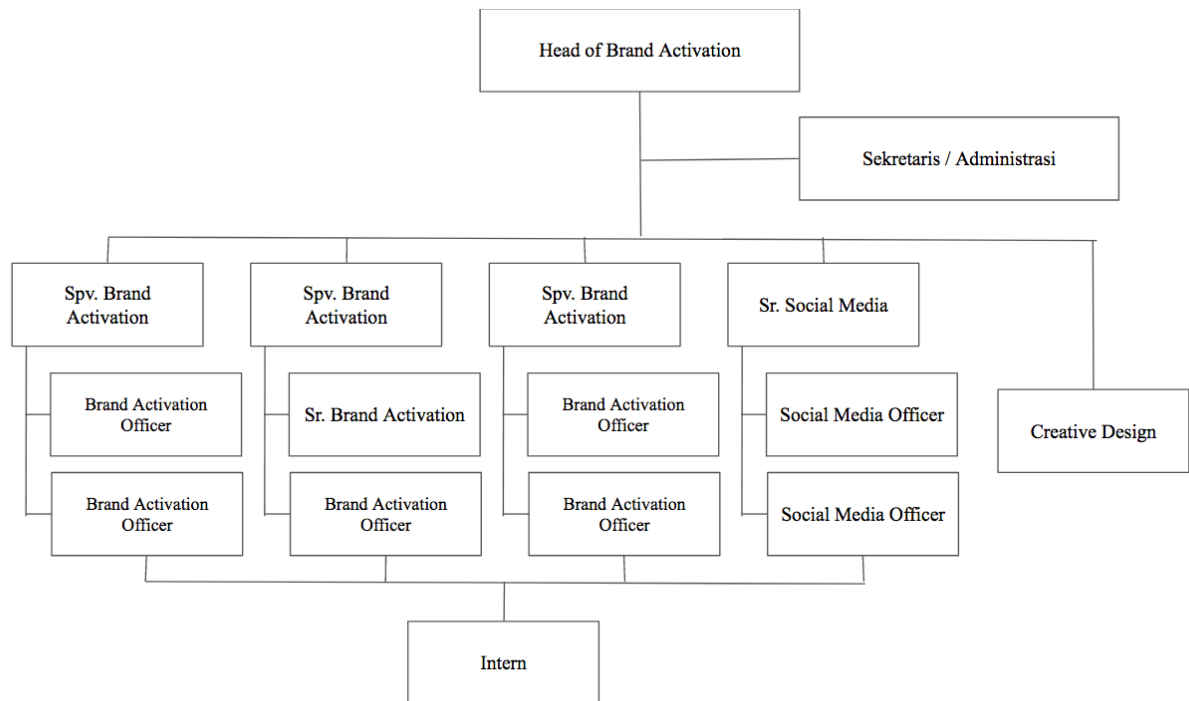 Head of Brand Activation
Sekretaris / Administrasi
Spv. Brand
Activation
Spv. Brand
Activation
Spv. Brand
Activation
Sr. Social Media
Brand Activation
Officer
Sr. Brand Activation
Brand Activation
Officer
Social Media Officer
Creative Design
Brand Activation
Officer
Brand Activation
Officer
Brand Activation
Officer
Social Media Officer
Intern